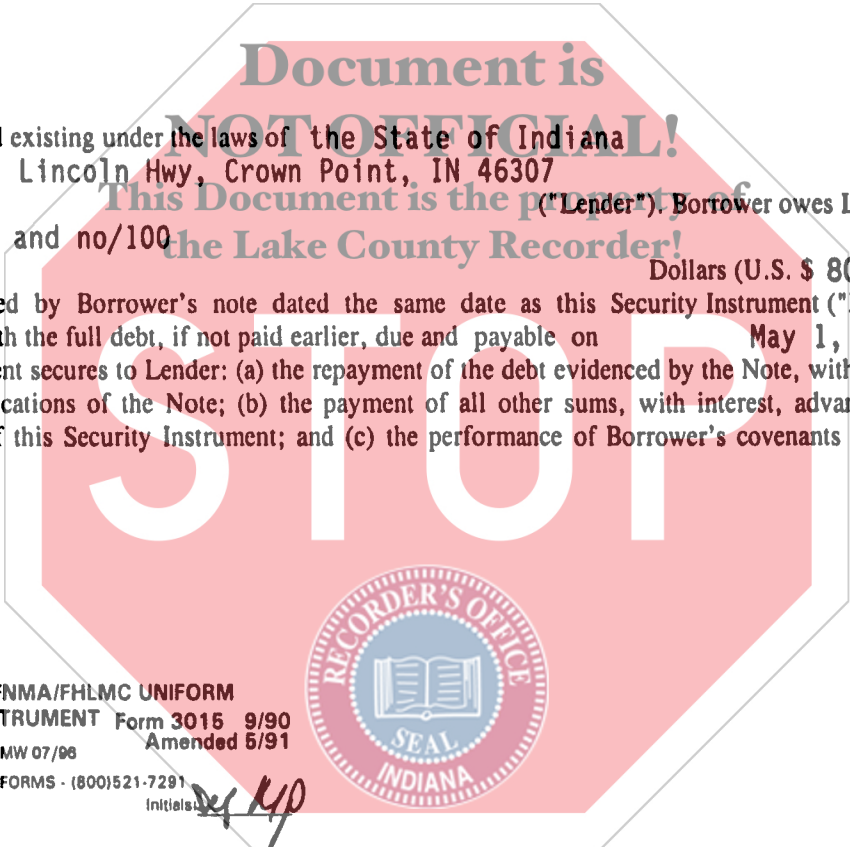 Document is
NOT OFFICIAL!
existing under the laws of the State of Indiana
Lincoln Hwy, Crown Point, IN 46307
This Document is the property of
("Lender"). Borrower owes L
and no/100
the Lake County Recorder!
Dollars (U.S. $ 80
ed by Borrower's note dated the same date as this Security Instrument ("
th the full debt, if not paid earlier, due and payable on May 1,
ent secures to Lender: (a) the repayment of the debt evidenced by the Note, with
cations of the Note; (b) the payment of all other sums, with interest, advan
f this Security Instrument; and (c) the performance of Borrower's covenants
STOP
RECORDER'S OFFICE
SEAL
INDIANA
FNMA/FHLMC UNIFORM
TRUMENT Form 3015 9/90
Amended 5/91
MW 07/96
FORMS - (800)521-7291
Initials: